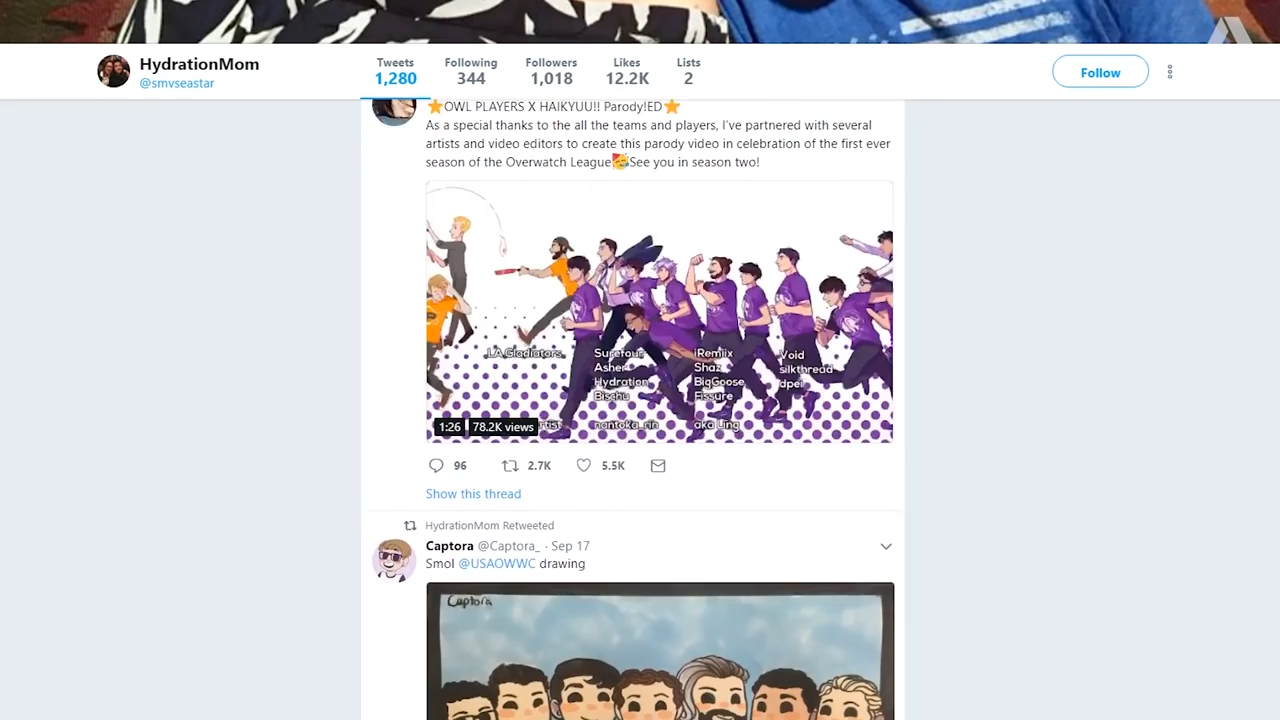 HydrationMom
@smvseastar
Tweets Following Followers Likes Lists
1,280 344 1,018 12.2K 2
Follow
⭐OWL PLAYERS X HAIKYUU!! Parody!ED⭐
As a special thanks to the all the teams and players, I've partnered with several
artists and video editors to create this parody video in celebration of the first ever
season of the Overwatch League🥳See you in season two!
LA Gladiators
Surefour
Asher
Hydration
Bischu
iRemiix
Shaz
BigGoose
Fissure
Void
silkthread
dpei
nontoka_rin
aka Ling
1:26 78.2K views
96 2.7K 5.5K
Show this thread
HydrationMom Retweeted
Captora @Captora_ · Sep 17
Smol @USAOWWC drawing
Captora